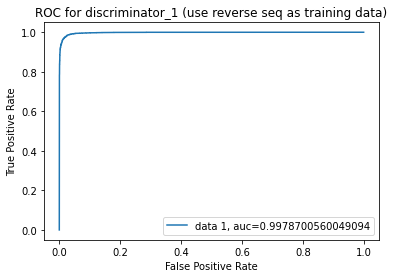 ROC for discriminator_1 (use reverse seq as training data)
1.0
0.8
0.6
0.4
0.2
0.0
True Positive Rate
data 1, auc=0.9978700560049094
0.0 0.2 0.4 0.6 0.8 1.0
False Positive Rate